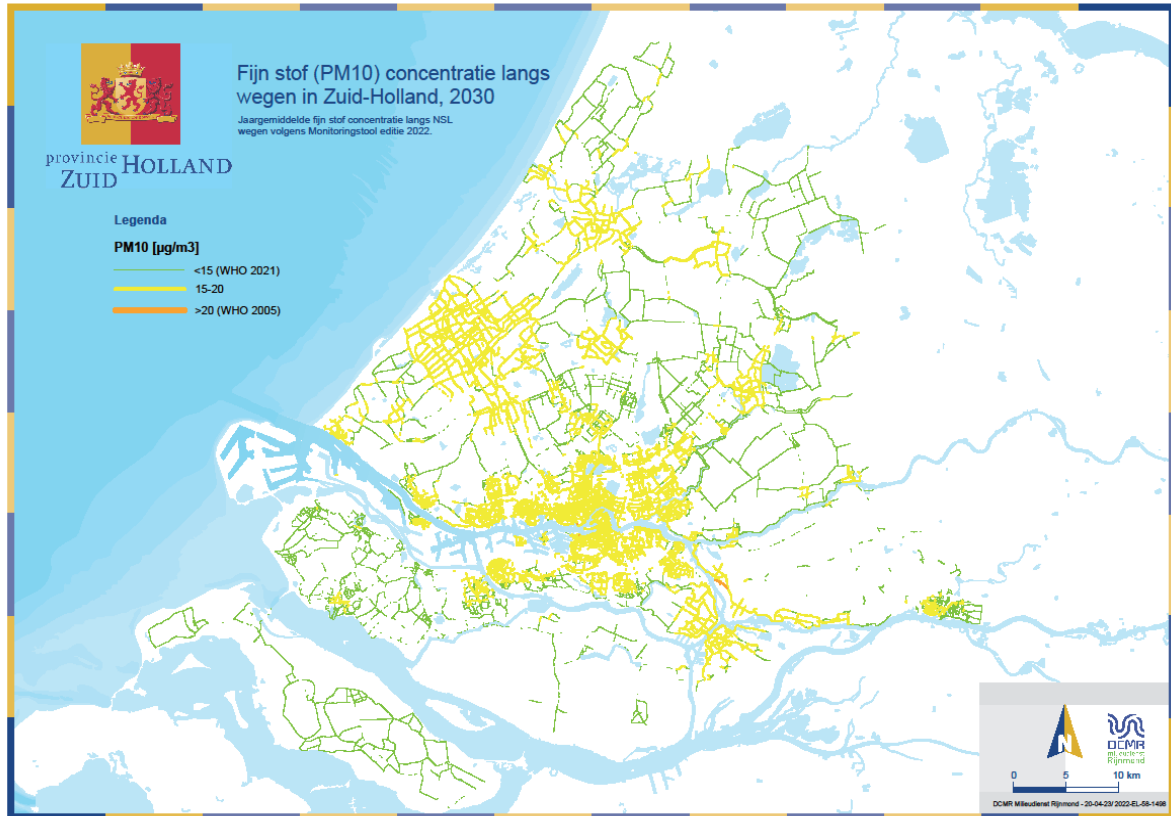 Fijn stof (PM10) concentratie langs
wegen in Zuid-Holland, 2030
Jaargemiddelde fijn stof concentratie langs NSL
wegen volgens Monitoringstool editie 2022.
provincie HOLLAND
ZUID
Legenda
PM10 [µg/m3]
<15 (WHO 2021)
15-20
>20 (WHO 2005)
N
DCMR
milieudienst
Rijnmond
0 5 10 km
DCMR Milieudienst Rijnmond - 20-04-23/ 2022-EL-58-1498